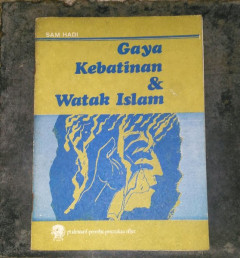 SAM HADI
Gaya
Kebatinan
&
Watak Islam